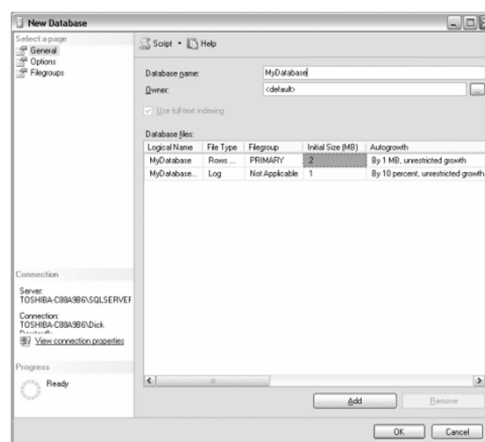 New Database
Select a page
General
Options
Filegroups
Script
Help
Database name:
MyDatabase
Owner:
<default>
...
Use full-text indexing
Database files:
Logical Name File Type Filegroup Initial Size (MB) Autogrowth
MyDatabase Rows ... PRIMARY 2 By 1 MB, unrestricted growth
MyDatabase... Log Not Applicable 1 By 10 percent, unrestricted growth
Connection
Server:
TOSHIBA-C88A9B6\SQLSERVER
Connection:
TOSHIBA-C88A9B6\Dick
View connection properties
Progress
Ready
Add
Remove
OK
Cancel